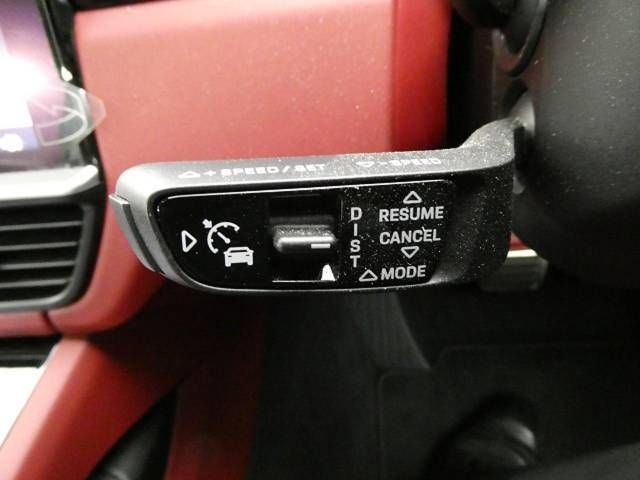 + SPEED / SET
- SPEED
DIST
RESUME
CANCEL
MODE